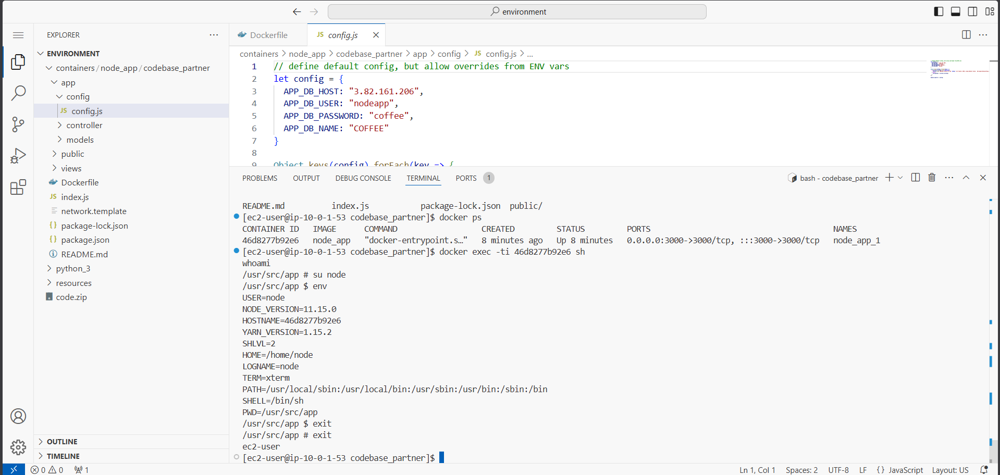 environment
EXPLORER
ENVIRONMENT
containers / node_app / codebase_partner
app
config
JS config.js
controller
models
public
views
Dockerfile
JS index.js
network.template
{} package-lock.json
{} package.json
README.md
python_3
resources
code.zip
OUTLINE
TIMELINE
Dockerfile
JS config.js
containers > node_app > codebase_partner > app > config > JS config.js > ...
1 // define default config, but allow overrides from ENV vars
2 let config = {
3 APP_DB_HOST: "3.82.161.206",
4 APP_DB_USER: "nodeapp",
5 APP_DB_PASSWORD: "coffee",
6 APP_DB_NAME: "COFFEE"
7 }
8
9 Object.keys(config).forEach(key => {
PROBLEMS OUTPUT DEBUG CONSOLE TERMINAL PORTS 1
bash - codebase_partner
README.md index.js package-lock.json public/
[ec2-user@ip-10-0-1-53 codebase_partner]$ docker ps
CONTAINER ID IMAGE COMMAND CREATED STATUS PORTS NAMES
46d8277b92e6 node_app "docker-entrypoint.s…" 8 minutes ago Up 8 minutes 0.0.0.0:3000->3000/tcp, :::3000->3000/tcp node_app_1
[ec2-user@ip-10-0-1-53 codebase_partner]$ docker exec -ti 46d8277b92e6 sh
whoami
/usr/src/app # su node
/usr/src/app $ env
USER=node
NODE_VERSION=11.15.0
HOSTNAME=46d8277b92e6
YARN_VERSION=1.15.2
SHLVL=2
HOME=/home/node
LOGNAME=node
TERM=xterm
PATH=/usr/local/sbin:/usr/local/bin:/usr/sbin:/usr/bin:/sbin:/bin
SHELL=/bin/sh
PWD=/usr/src/app
/usr/src/app $ exit
/usr/src/app # exit
ec2-user
[ec2-user@ip-10-0-1-53 codebase_partner]$
0 0 1
Ln 1, Col 1 Spaces: 2 UTF-8 LF {} JavaScript Layout: US